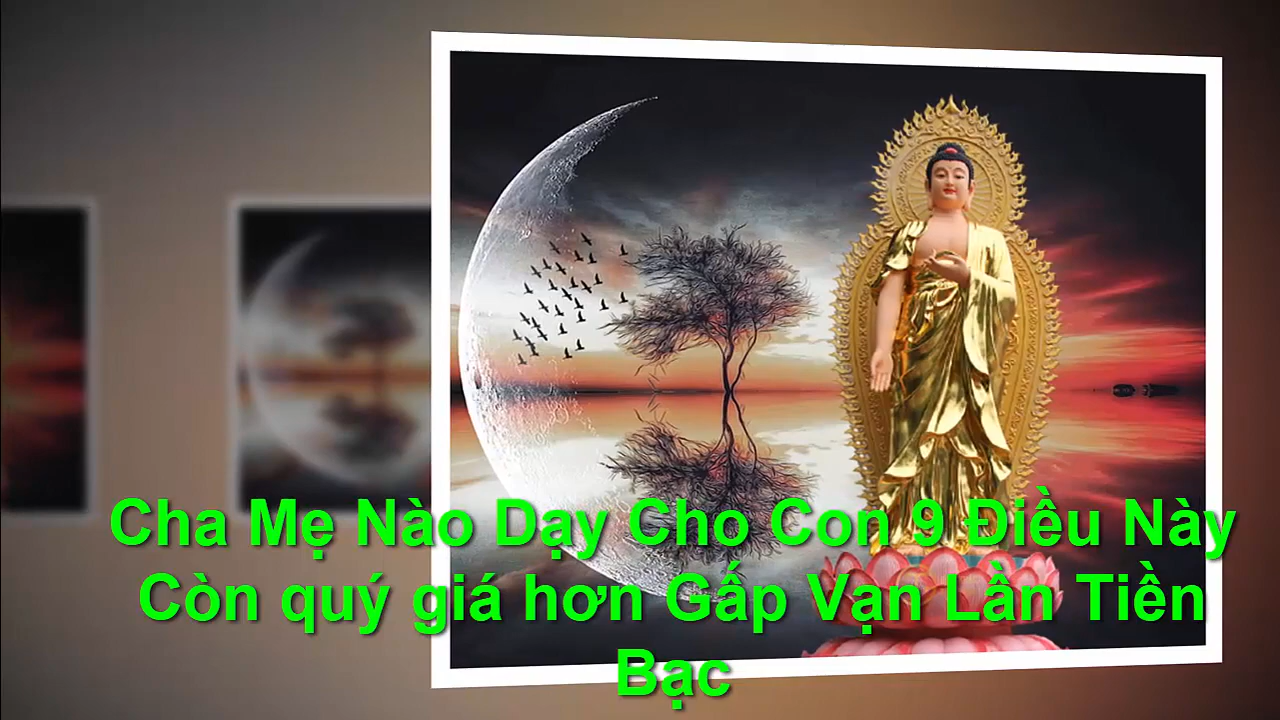 Cha Mẹ Nào Dạy Cho Con 9 Điều Này
Còn quý giá hơn Gấp Vạn Lần Tiền
Bạc